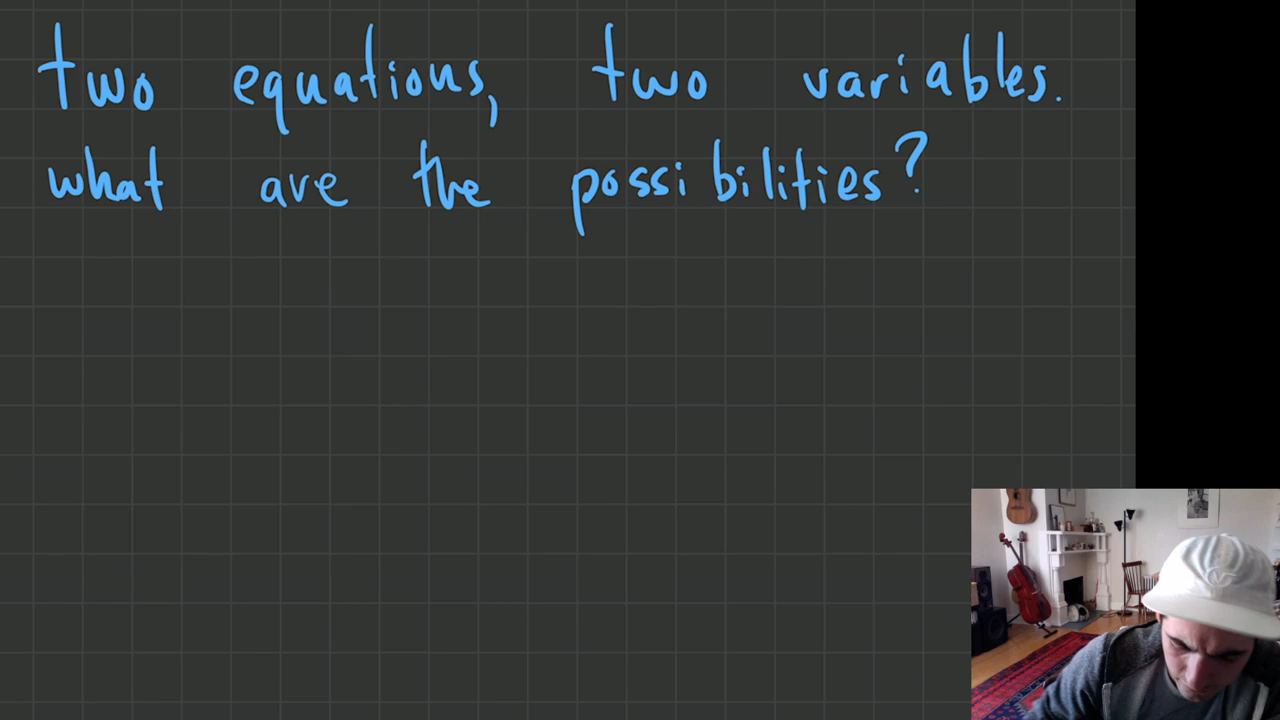 two equations, two variables.
what are the possibilities?